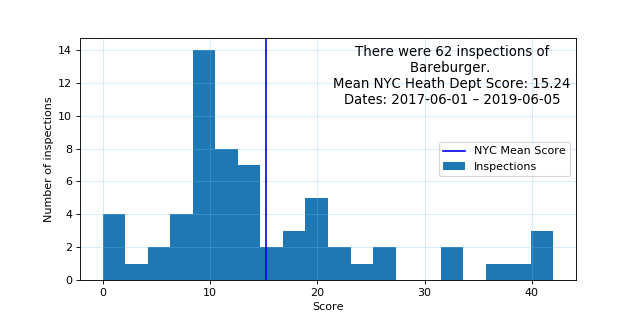 There were 62 inspections of
Bareburger.
Mean NYC Heath Dept Score: 15.24
Dates: 2017-06-01 – 2019-06-05
NYC Mean Score
Inspections
Number of inspections
14
12
10
8
6
4
2
0
0 10 20 30 40
Score